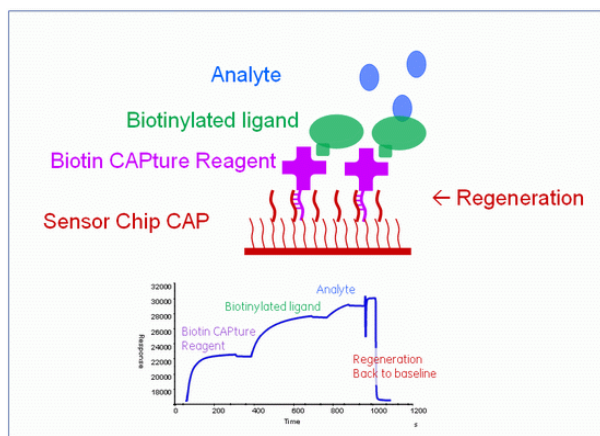 Analyte
Biotinylated ligand
Biotin CAPture Reagent
← Regeneration
Sensor Chip CAP
32000
30000
28000
26000
24000
22000
20000
18000
Response
Analyte
Biotinylated ligand
Biotin CAPture
Reagent
Regeneration
Back to baseline
0
200
400
600
800
1000
1200
Time
s